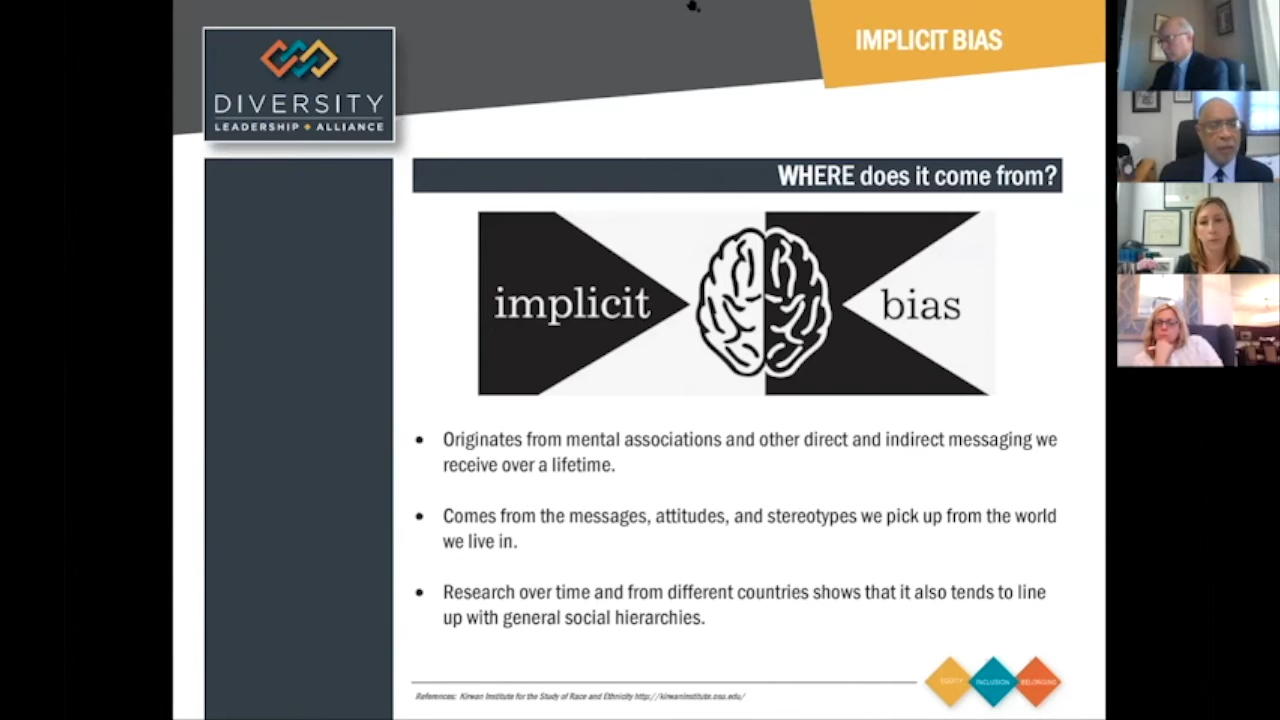 IMPLICIT BIAS
DIVERSITY
LEADERSHIP ALLIANCE
WHERE does it come from?
implicit
bias
• Originates from mental associations and other direct and indirect messaging we
receive over a lifetime.
• Comes from the messages, attitudes, and stereotypes we pick up from the world
we live in.
• Research over time and from different countries shows that it also tends to line
up with general social hierarchies.
EQUITY
INCLUSION
BELONGING
References: Kirwan Institute for the Study of Race and Ethnicity http://kirwaninstitute.osu.edu/